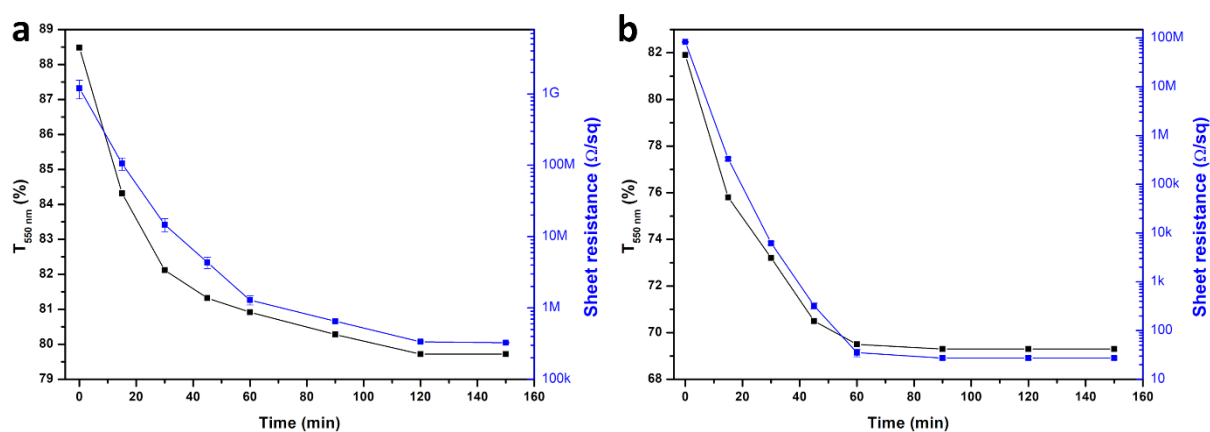 a
89
88
87
86
85
84
83
82
81
80
79
T550 nm (%)
0 20 40 60 80 100 120 140 160
Time (min)
1G
100M
10M
1M
100k
Sheet resistance (Ω/sq)
b
82
80
78
76
74
72
70
68
T550 nm (%)
0 20 40 60 80 100 120 140 160
Time (min)
100M
10M
1M
100k
10k
1k
100
10
Sheet resistance (Ω/sq)